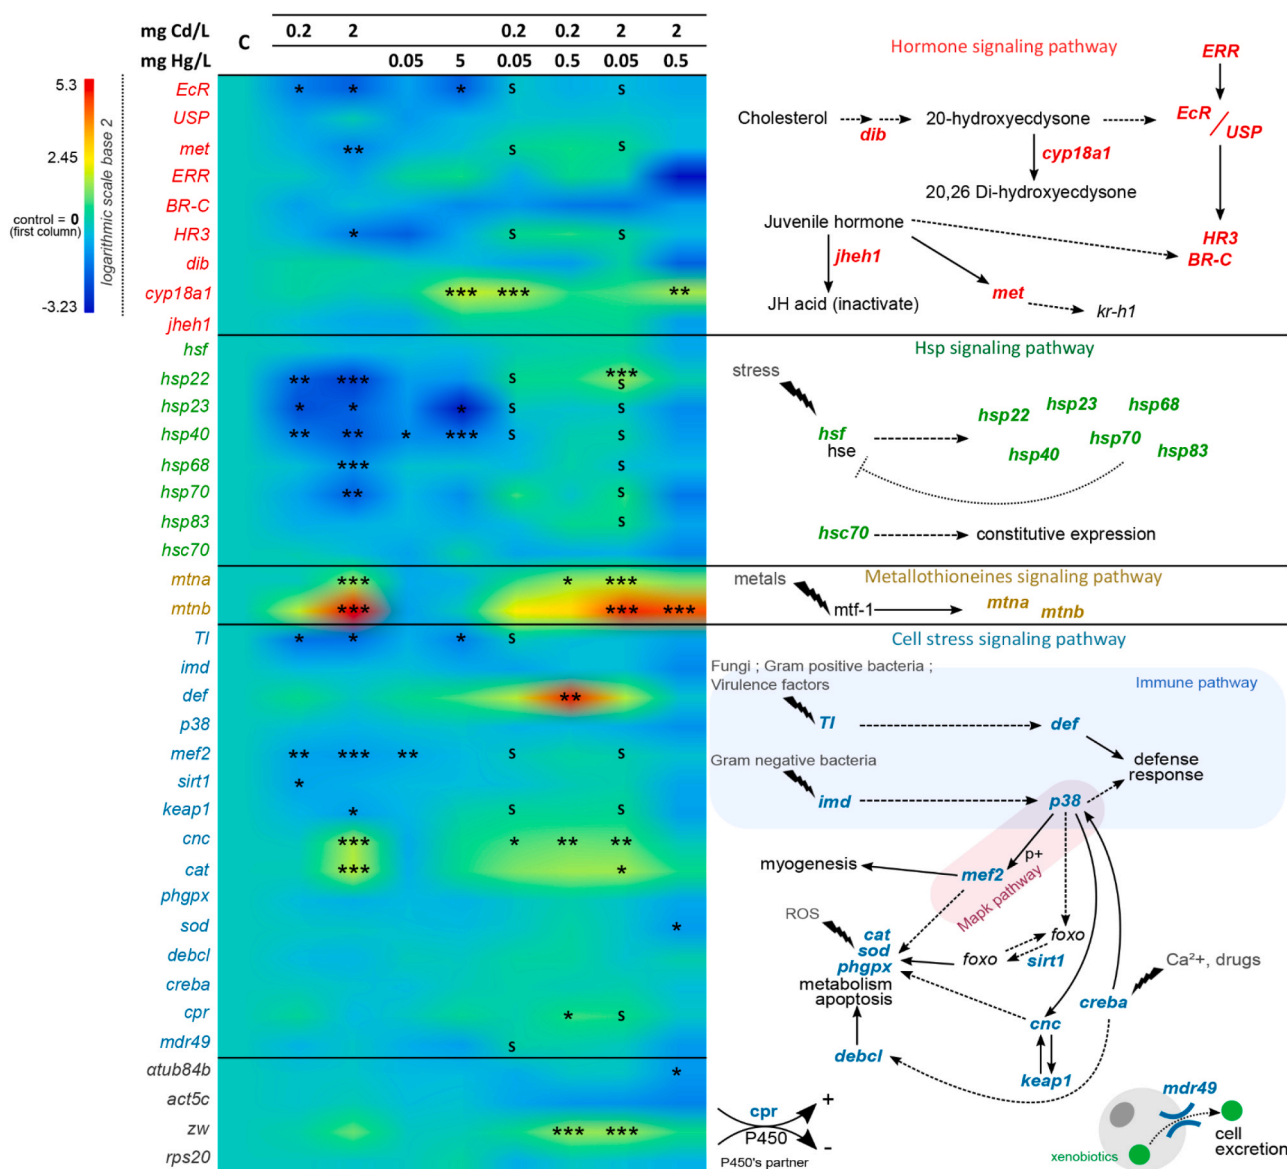 mg Cd/L 0.2 2 0.2 0.2 2 2
C
mg Hg/L 0.05 5 0.05 0.5 0.05 0.5
5.3
2.45
control = 0
(first column)
-3.23
logarithmic scale base 2
EcR * * * S S
USP
met ** S S
ERR
BR-C
HR3 * S S
dib
cyp18a1 *** *** **
jheh1
hsf
hsp22 ** *** S *** S
hsp23 * * * S S
hsp40 ** ** * *** S S
hsp68 *** S
hsp70 ** S
hsp83 S
hsc70
mtna *** * ***
mtnb *** *** ***
Tl * * * S
imd
def **
p38
mef2 ** *** ** S S
sirt1 *
keap1 * S S
cnc *** * ** **
cat *** *
phgpx
sod *
debcl
creba
cpr * S
mdr49 S
αtub84b *
act5c
zw *** ***
rps20
Hormone signaling pathway
ERR
Cholesterol
dib
20-hydroxyecdysone
EcR
USP
cyp18a1
20,26 Di-hydroxyecdysone
Juvenile hormone
jheh1
HR3
BR-C
met
JH acid (inactivate)
kr-h1
Hsp signaling pathway
stress
hsp22
hsp23
hsp68
hsf
hse
hsp70
hsp40
hsp83
hsc70
constitutive expression
Metallothioneines signaling pathway
metals
mtf-1
mtna
mtnb
Cell stress signaling pathway
Fungi ; Gram positive bacteria ;
Virulence factors
Immune pathway
Tl
def
Gram negative bacteria
defense
response
imd
p38
p+
myogenesis
mef2
Mapk pathway
ROS
cat
sod
phgpx
metabolism
apoptosis
foxo
foxo
sirt1
Ca²+, drugs
creba
cnc
debcl
keap1
mdr49
cpr
P450
+
-
P450's partner
xenobiotics
cell
excretion